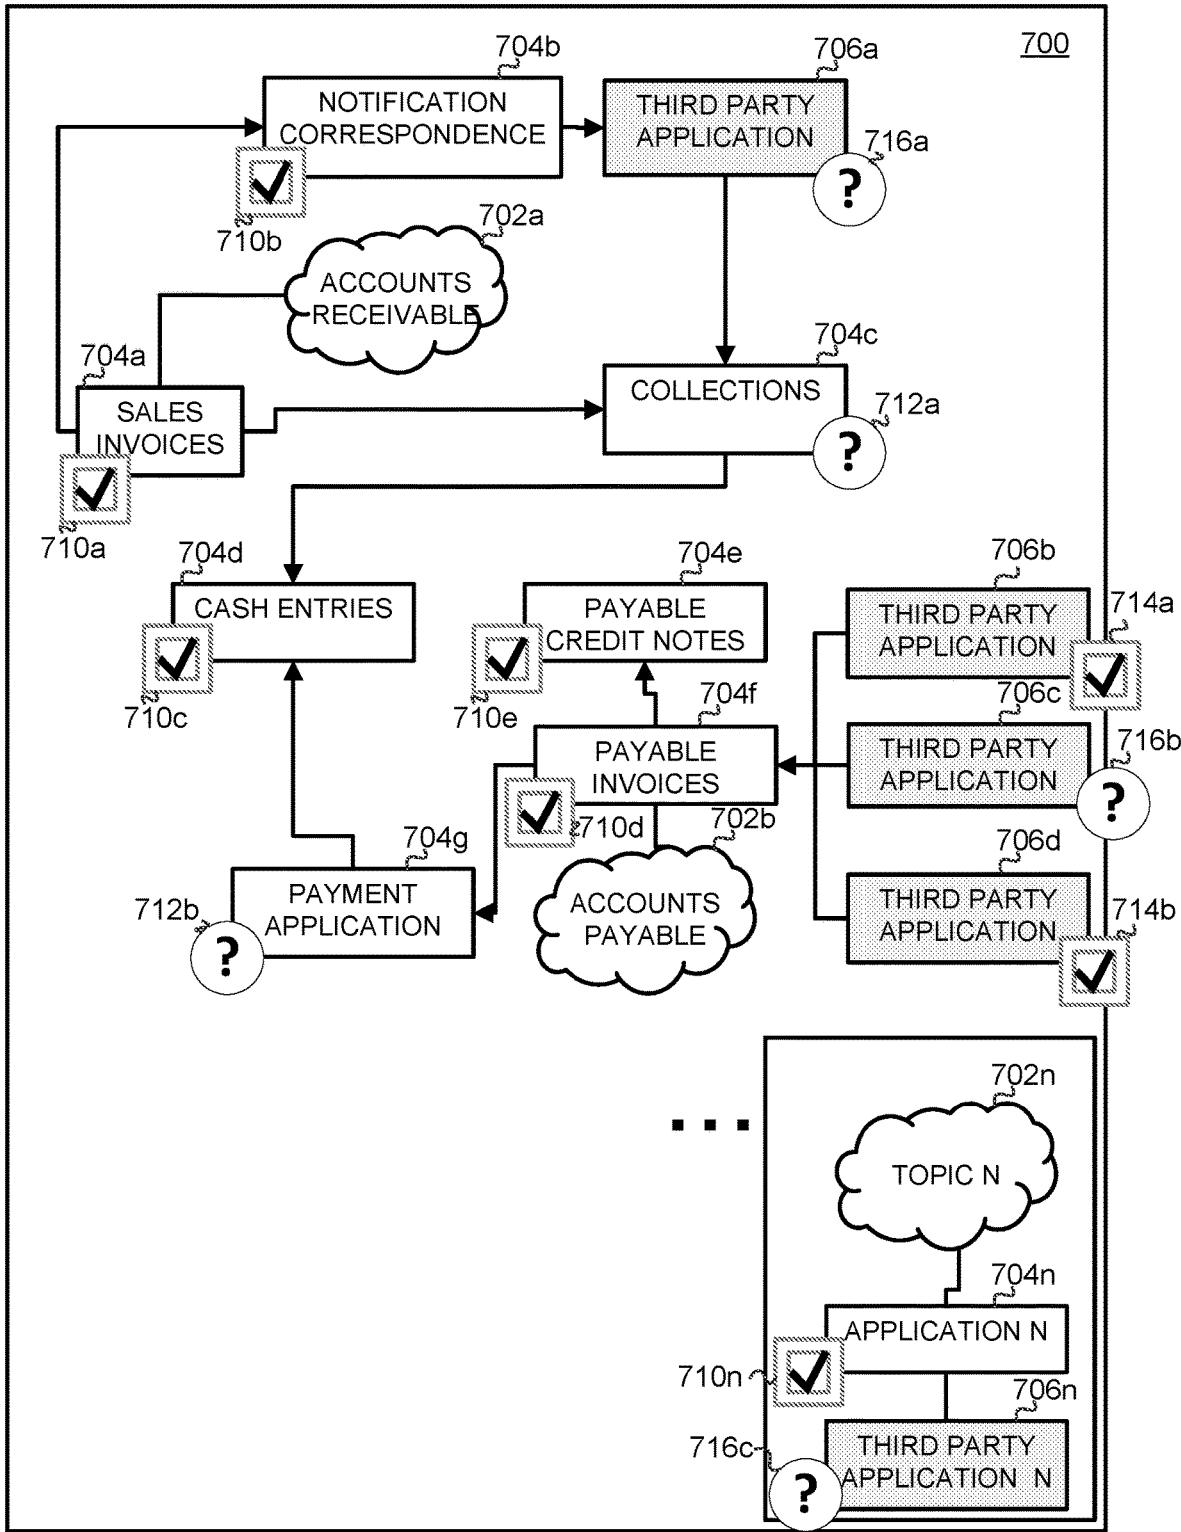 700
704b
706a
NOTIFICATION
CORRESPONDENCE
THIRD PARTY
APPLICATION
716a
?
710b
702a
ACCOUNTS
RECEIVABLE
704a
704c
SALES
INVOICES
COLLECTIONS
712a
?
710a
704d
704e
706b
CASH ENTRIES
PAYABLE
CREDIT NOTES
THIRD PARTY
APPLICATION
714a
710c
710e
704f
706c
PAYABLE
INVOICES
THIRD PARTY
APPLICATION
716b
?
710d
702b
704g
706d
PAYMENT
APPLICATION
712b
?
ACCOUNTS
PAYABLE
THIRD PARTY
APPLICATION
714b
702n
...
TOPIC N
704n
APPLICATION N
710n
706n
THIRD PARTY
APPLICATION N
716c
?